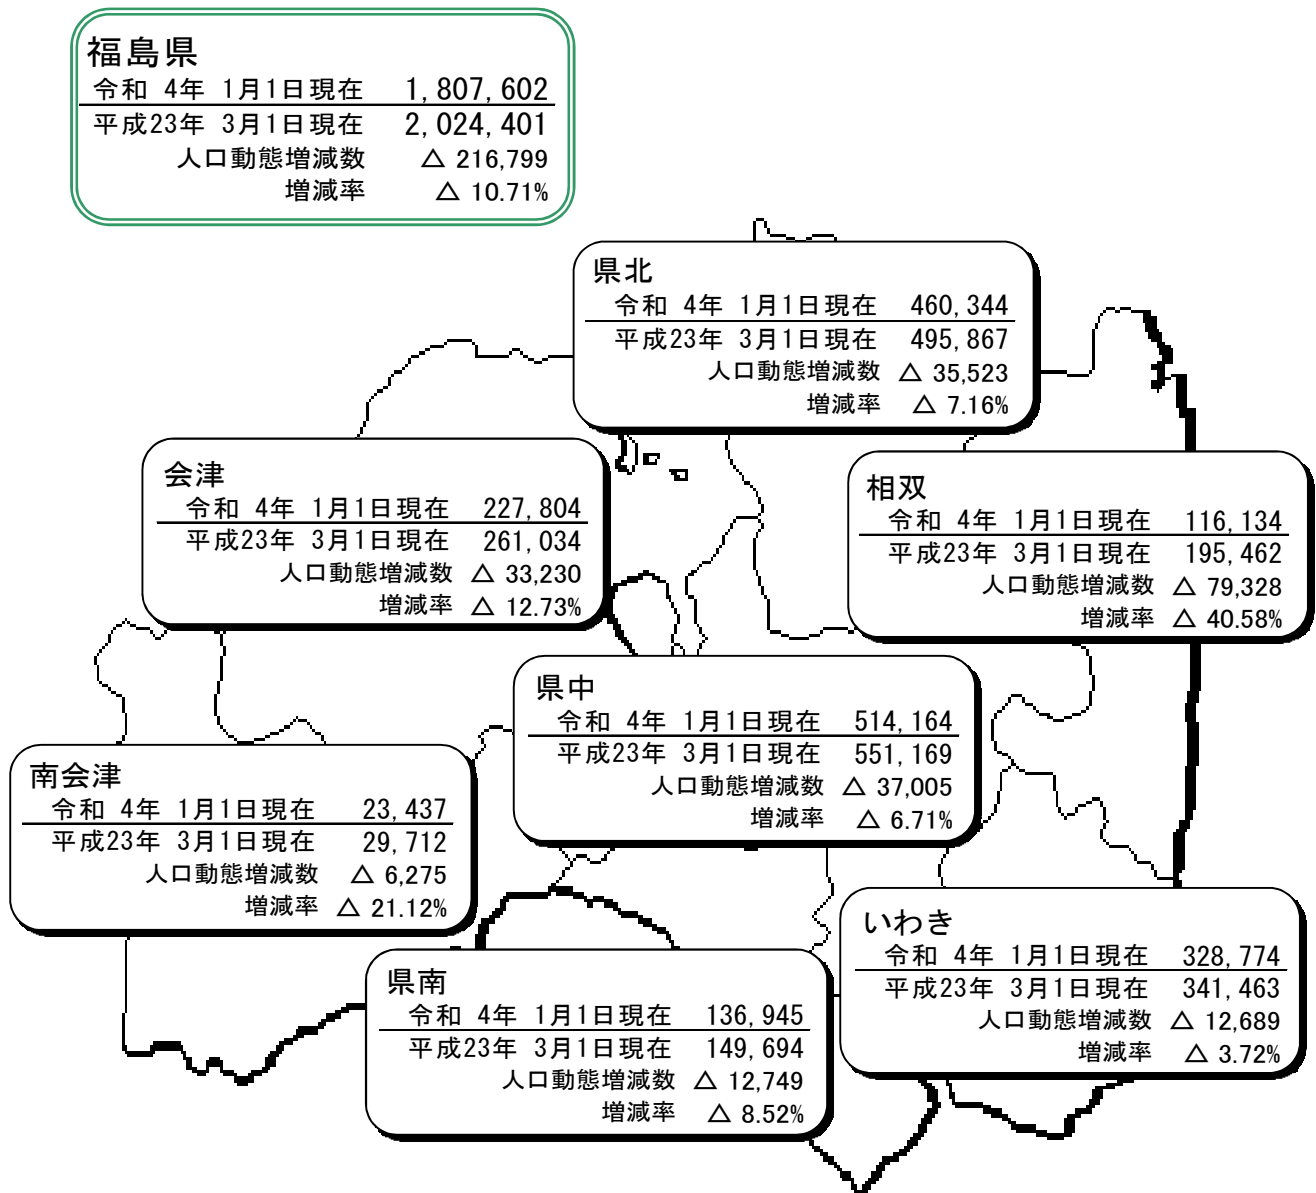 福島県
令和 4年 1月1日現在 1,807,602
平成23年 3月1日現在 2,024,401
人口動態増減数 △ 216,799
増減率 △ 10.71%
県北
令和 4年 1月1日現在 460,344
平成23年 3月1日現在 495,867
人口動態増減数 △ 35,523
増減率 △ 7.16%
会津
令和 4年 1月1日現在 227,804
平成23年 3月1日現在 261,034
人口動態増減数 △ 33,230
増減率 △ 12.73%
相双
令和 4年 1月1日現在 116,134
平成23年 3月1日現在 195,462
人口動態増減数 △ 79,328
増減率 △ 40.58%
県中
令和 4年 1月1日現在 514,164
平成23年 3月1日現在 551,169
人口動態増減数 △ 37,005
増減率 △ 6.71%
南会津
令和 4年 1月1日現在 23,437
平成23年 3月1日現在 29,712
人口動態増減数 △ 6,275
増減率 △ 21.12%
いわき
令和 4年 1月1日現在 328,774
平成23年 3月1日現在 341,463
人口動態増減数 △ 12,689
増減率 △ 3.72%
県南
令和 4年 1月1日現在 136,945
平成23年 3月1日現在 149,694
人口動態増減数 △ 12,749
増減率 △ 8.52%